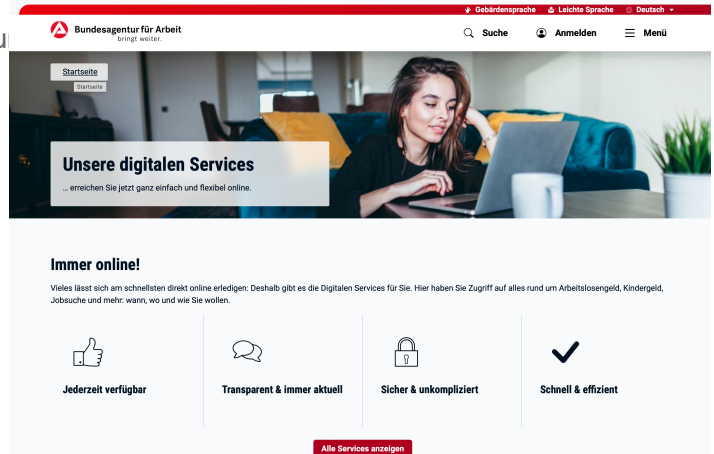 Gebärdensprache Leichte Sprache Deutsch
Bundesagentur für Arbeit
bringt weiter.
Suche Anmelden Menü
Startseite
Startseite
Unsere digitalen Services
... erreichen Sie jetzt ganz einfach und flexibel online.
Immer online!
Vieles lässt sich am schnellsten direkt online erledigen: Deshalb gibt es die Digitalen Services für Sie. Hier haben Sie Zugriff auf alles rund um Arbeitslosengeld, Kindergeld,
Jobsuche und mehr: wann, wo und wie Sie wollen.
Jederzeit verfügbar
Transparent & immer aktuell
Sicher & unkompliziert
Schnell & effizient
Alle Services anzeigen